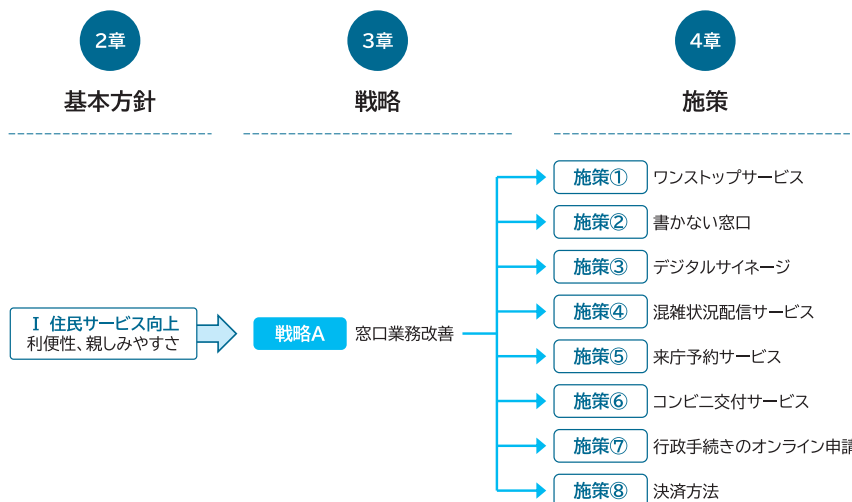 2章
3章
4章
基本方針
戦略
施策
施策① ワンストップサービス
施策② 書かない窓口
施策③ デジタルサイネージ
施策④ 混雑状況配信サービス
Ⅰ 住民サービス向上
利便性、親しみやすさ
戦略A 窓口業務改善
施策⑤ 来庁予約サービス
施策⑥ コンビニ交付サービス
施策⑦ 行政手続きのオンライン申請
施策⑧ 決済方法